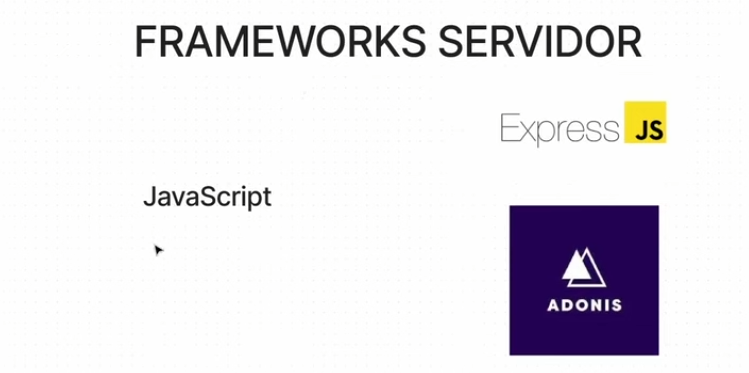 FRAMEWORKS SERVIDOR
Express JS
JavaScript
ADONIS